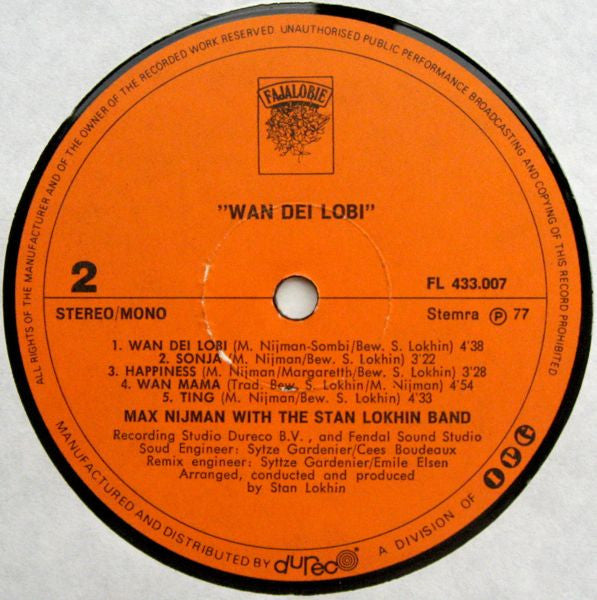 ALL RIGHTS OF THE MANUFACTURER AND OF THE OWNER OF THE RECORDED WORK RESERVED. UNAUTHORISED PUBLIC PERFORMANCE BROADCASTING AND COPYING OF THIS RECORD PROHIBITED
FAJALOBIE
"WAN DEI LOBI"
2
FL 433.007
STEREO/MONO
Stemra Ⓟ 77
1. WAN DEI LOBI (M. Nijman-Sombi/Bew. S. Lokhin) 4'38
2. SONJA (M. Nijman/Bew. S. Lokhin) 3'22
3. HAPPINESS (M. Nijman/Margaretth/Bew. S. Lokhin) 3'28
4. WAN MAMA (Trad. Bew. S. Lokhin/M. Nijman) 4'54
5. TING (M. Nijman/Bew. S. Lokhin) 4'33
MAX NIJMAN WITH THE STAN LOKHIN BAND
Recording Studio Dureco B.V., and Fendal Sound Studio
Soud Engineer: Sytze Gardenier/Cees Boudeaux
Remix engineer: Syttze Gardenier/Emile Elsen
Arranged, conducted and produced
by Stan Lokhin
MANUFACTURED AND DISTRIBUTED BY dureco A DIVISION OF